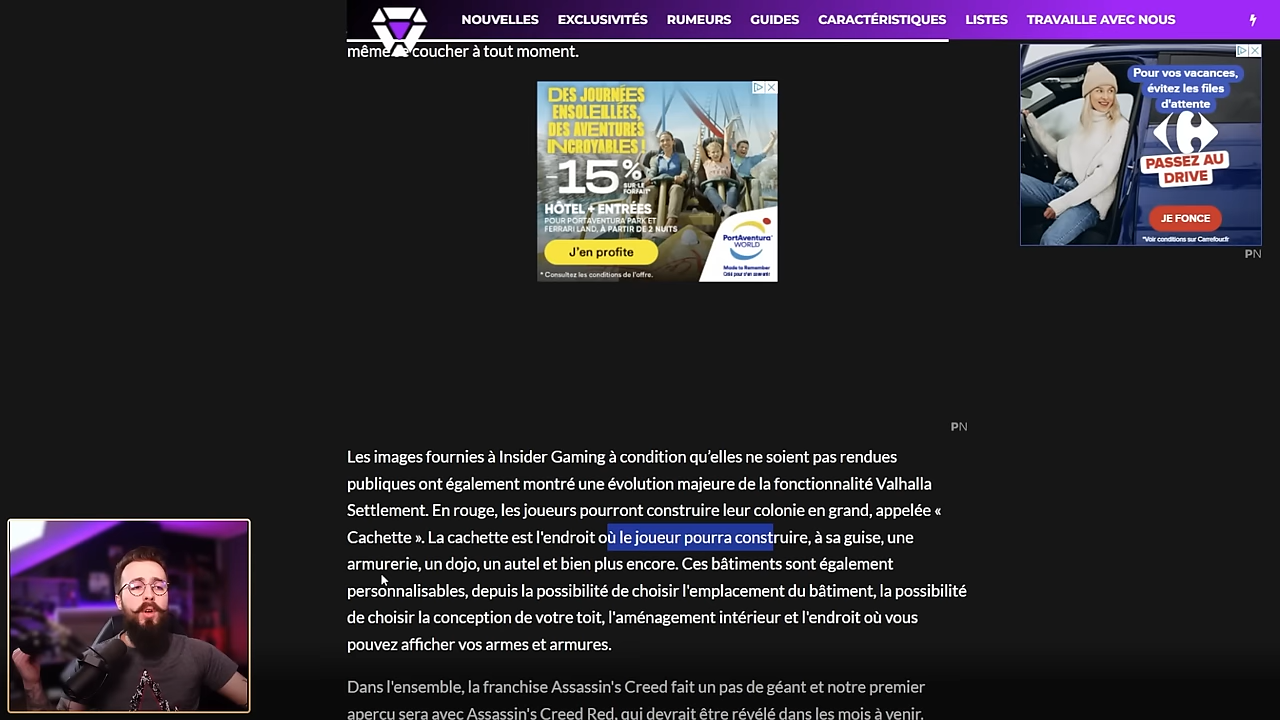 NOUVELLES EXCLUSIVITÉS RUMEURS GUIDES CARACTÉRISTIQUES LISTES TRAVAILLE AVEC NOUS
coucher à tout moment.
DES JOURNÉES
ENSOLEILLÉES,
DES AVENTURES
INCROYABLES !
-15% SUR LE
FORFAIT*
HÔTEL + ENTRÉES
POUR PORTAVENTURA PARK ET
FERRARI LAND, À PARTIR DE 2 NUITS
J'en profite
* Consultez les conditions de l'offre.
PortAventura
WORLD
Made to Remember
Créé pour s'en souvenir
Pour vos vacances,
évitez les files
d'attente
PASSEZ AU
DRIVE
JE FONCE
*Voir conditions sur Carrefour.fr
PN
PN
Les images fournies à Insider Gaming à condition qu’elles ne soient pas rendues
publiques ont également montré une évolution majeure de la fonctionnalité Valhalla
Settlement. En rouge, les joueurs pourront construire leur colonie en grand, appelée «
Cachette ». La cachette est l'endroit où le joueur pourra construire, à sa guise, une
armurerie, un dojo, un autel et bien plus encore. Ces bâtiments sont également
personnalisables, depuis la possibilité de choisir l'emplacement du bâtiment, la possibilité
de choisir la conception de votre toit, l'aménagement intérieur et l'endroit où vous
pouvez afficher vos armes et armures.
Dans l'ensemble, la franchise Assassin's Creed fait un pas de géant et notre premier
aperçu sera avec Assassin's Creed Red, qui devrait être révélé dans les mois à venir.